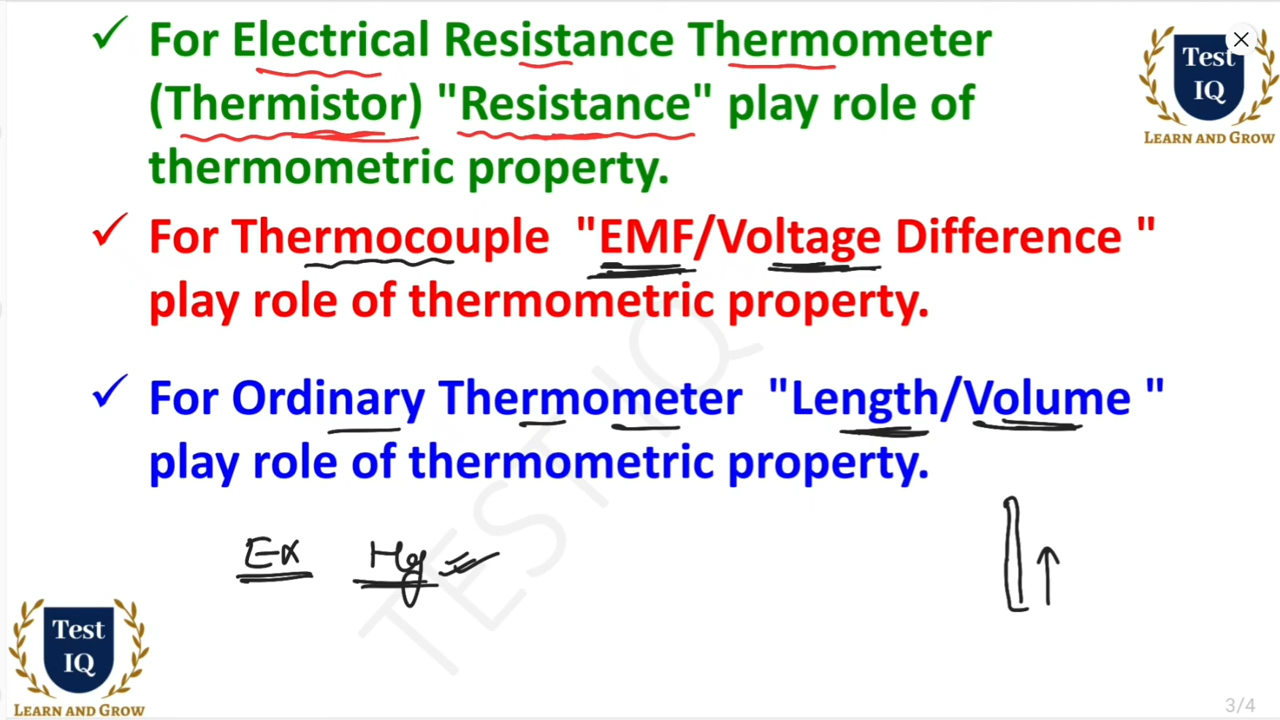 ✓ For Electrical Resistance Thermometer
(Thermistor) "Resistance" play role of
thermometric property.
✓ For Thermocouple "EMF/Voltage Difference "
play role of thermometric property.
✓ For Ordinary Thermometer "Length/Volume "
play role of thermometric property.
Ex Hg
Test
IQ
LEARN AND GROW
Test
IQ
LEARN AND GROW
TEST IQ
3/4